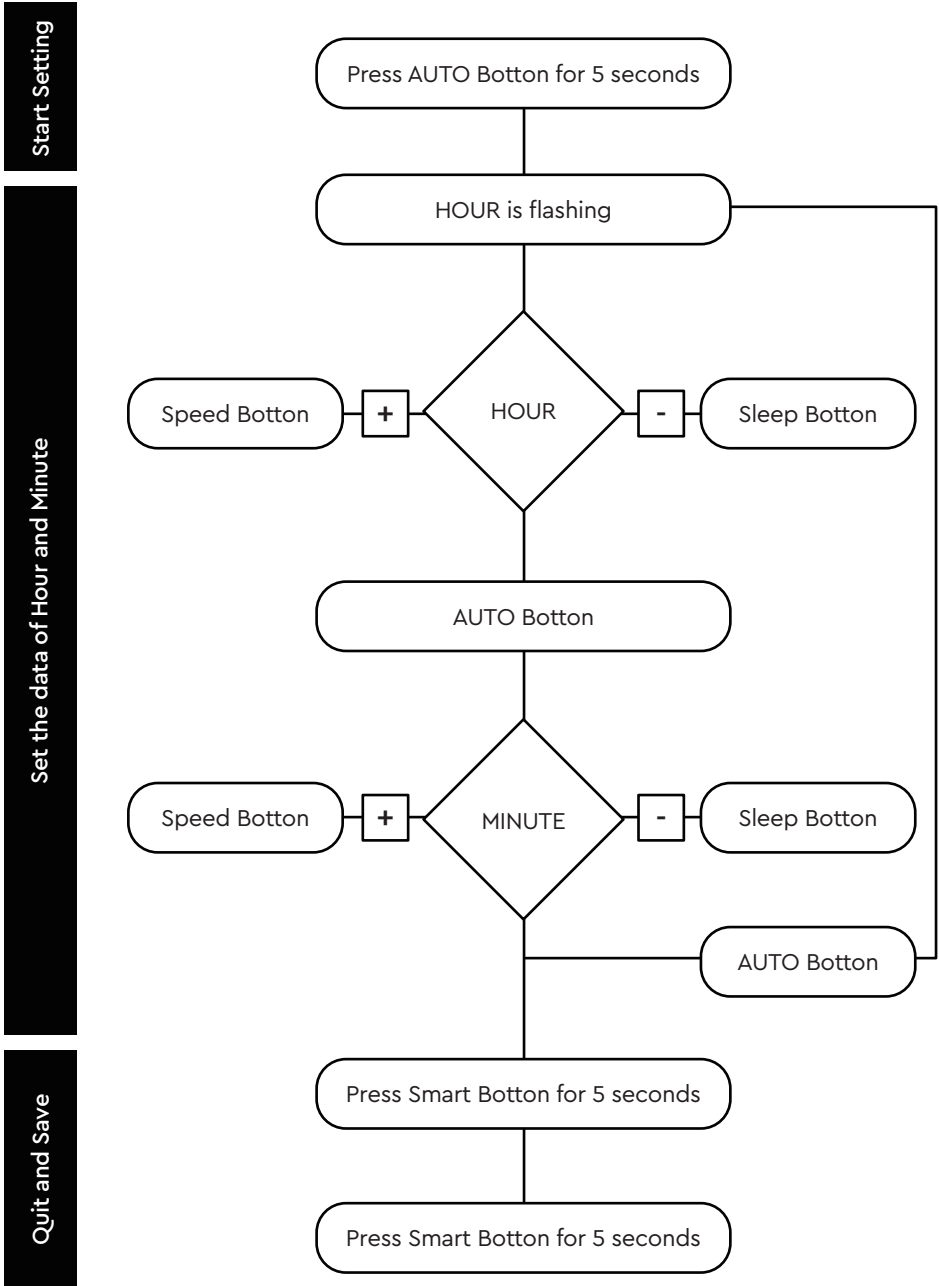 Start Setting
Press AUTO Botton for 5 seconds
Set the data of Hour and Minute
HOUR is flashing
Speed Botton
+
HOUR
-
Sleep Botton
AUTO Botton
Speed Botton
+
MINUTE
-
Sleep Botton
AUTO Botton
Quit and Save
Press Smart Botton for 5 seconds
Press Smart Botton for 5 seconds